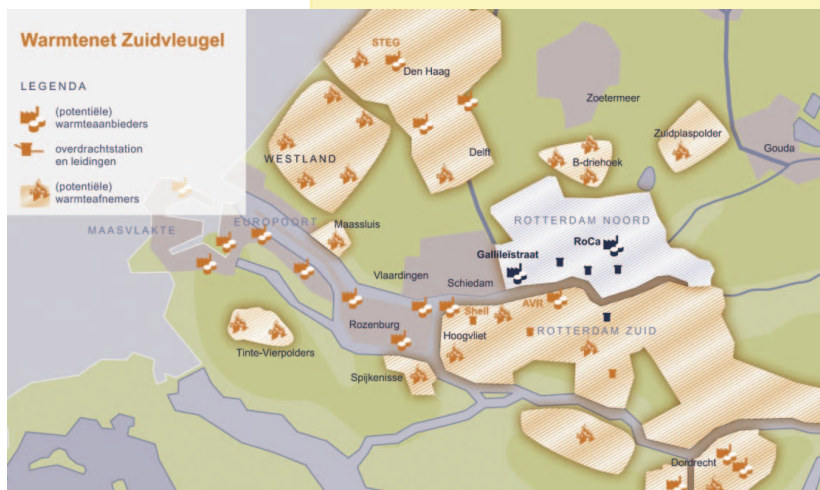 Warmtenet Zuidvleugel
LEGENDA
(potentiële)
warmteaanbieders
overdrachtstation
en leidingen
(potentiële)
warmteafnemers
STEG
Den Haag
Zoetermeer
Zuidplaspolder
Gouda
WESTLAND
Delft
B-driehoek
MAASVLAKTE
EUROPOORT
Maassluis
ROTTERDAM NOORD
RoCa
Gallileïstraat
Vlaardingen
Schiedam
Rozenburg
Shell
AVR
Hoogvliet
ROTTERDAM ZUID
Tinte-Vierpolders
Spijkenisse
Dordrecht